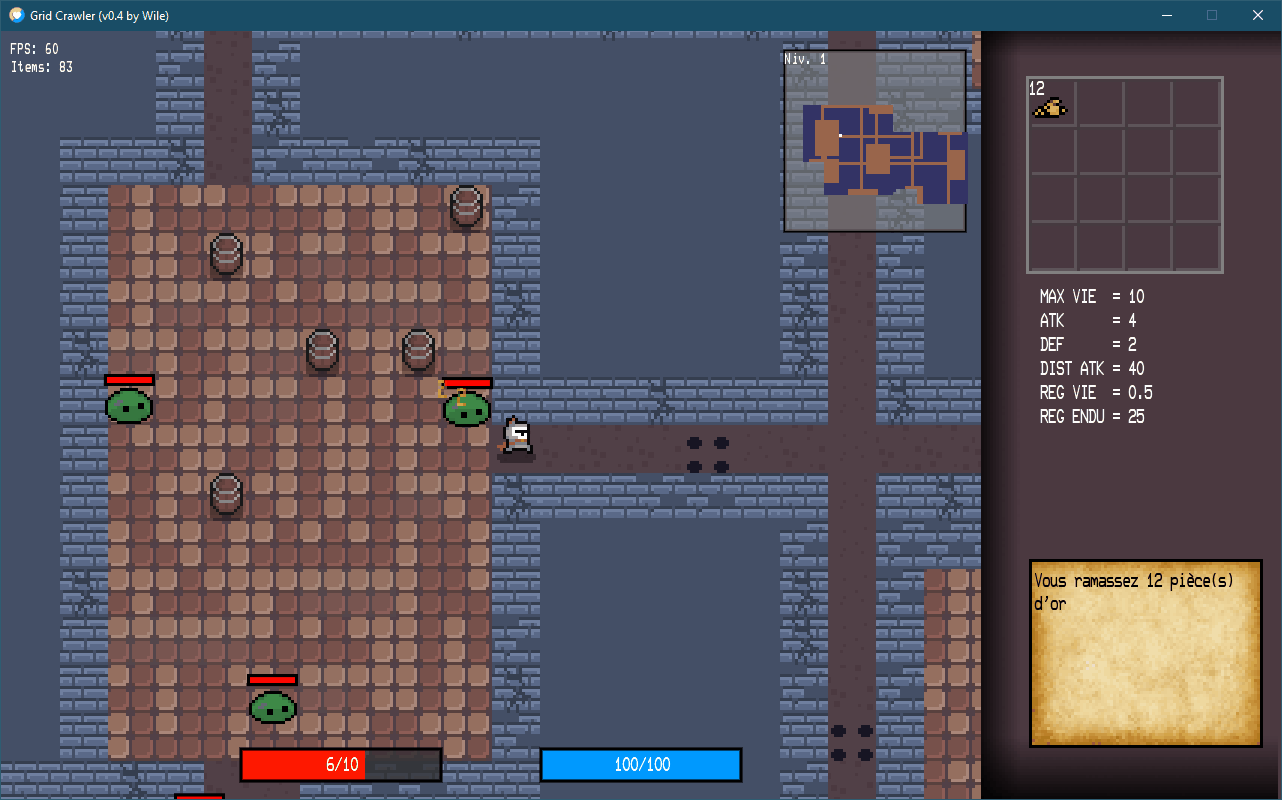 Grid Crawler (v0.4 by Wile)
FPS: 60
Items: 83
Niv. 1
12
MAX VIE = 10
ATK = 4
DEF = 2
DIST ATK = 40
REG VIE = 0.5
REG ENDU = 25
2
Vous ramassez 12 pièce(s)
d'or
6/10
100/100